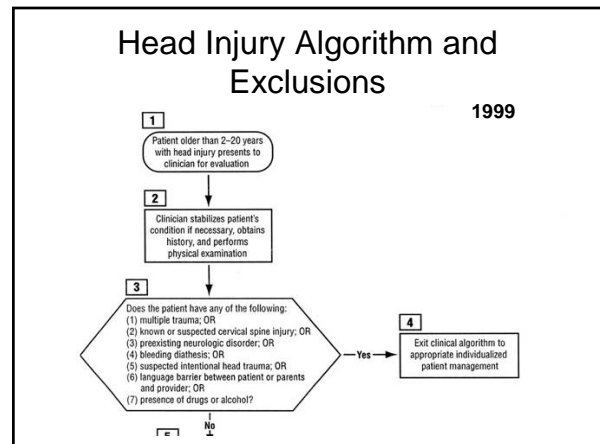 Head Injury Algorithm and
Exclusions
1999
1
Patient older than 2–20 years
with head injury presents to
clinician for evaluation
2
Clinician stabilizes patient's
condition if necessary, obtains
history, and performs
physical examination
3
Does the patient have any of the following:
(1) multiple trauma; OR
(2) known or suspected cervical spine injury; OR
(3) preexisting neurologic disorder; OR
(4) bleeding diathesis; OR
(5) suspected intentional head trauma; OR
(6) language barrier between patient or parents
and provider; OR
(7) presence of drugs or alcohol?
Yes
4
Exit clinical algorithm to
appropriate individualized
patient management
No
5